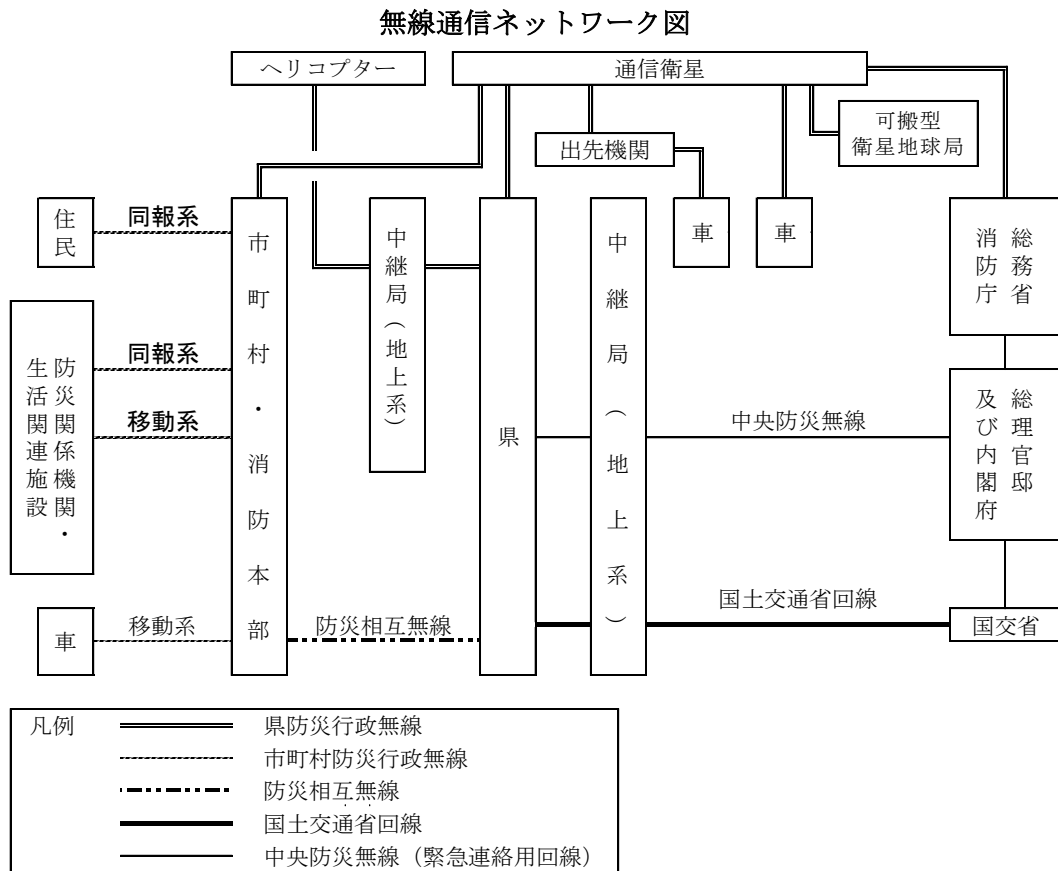 無線通信ネットワーク図
ヘリコプター
通信衛星
可搬型
衛星地球局
出先機関
住民
同報系
市町村・消防本部
中継局(地上系)
県
中継局(地上系)
車
車
総務省
消防庁
防災関係機関・
生活関連施設
同報系
移動系
中央防災無線
総理官邸
及び内閣府
車
移動系
防災相互無線
国土交通省回線
国交省
凡例
県防災行政無線
市町村防災行政無線
防災相互無線
国土交通省回線
中央防災無線(緊急連絡用回線)